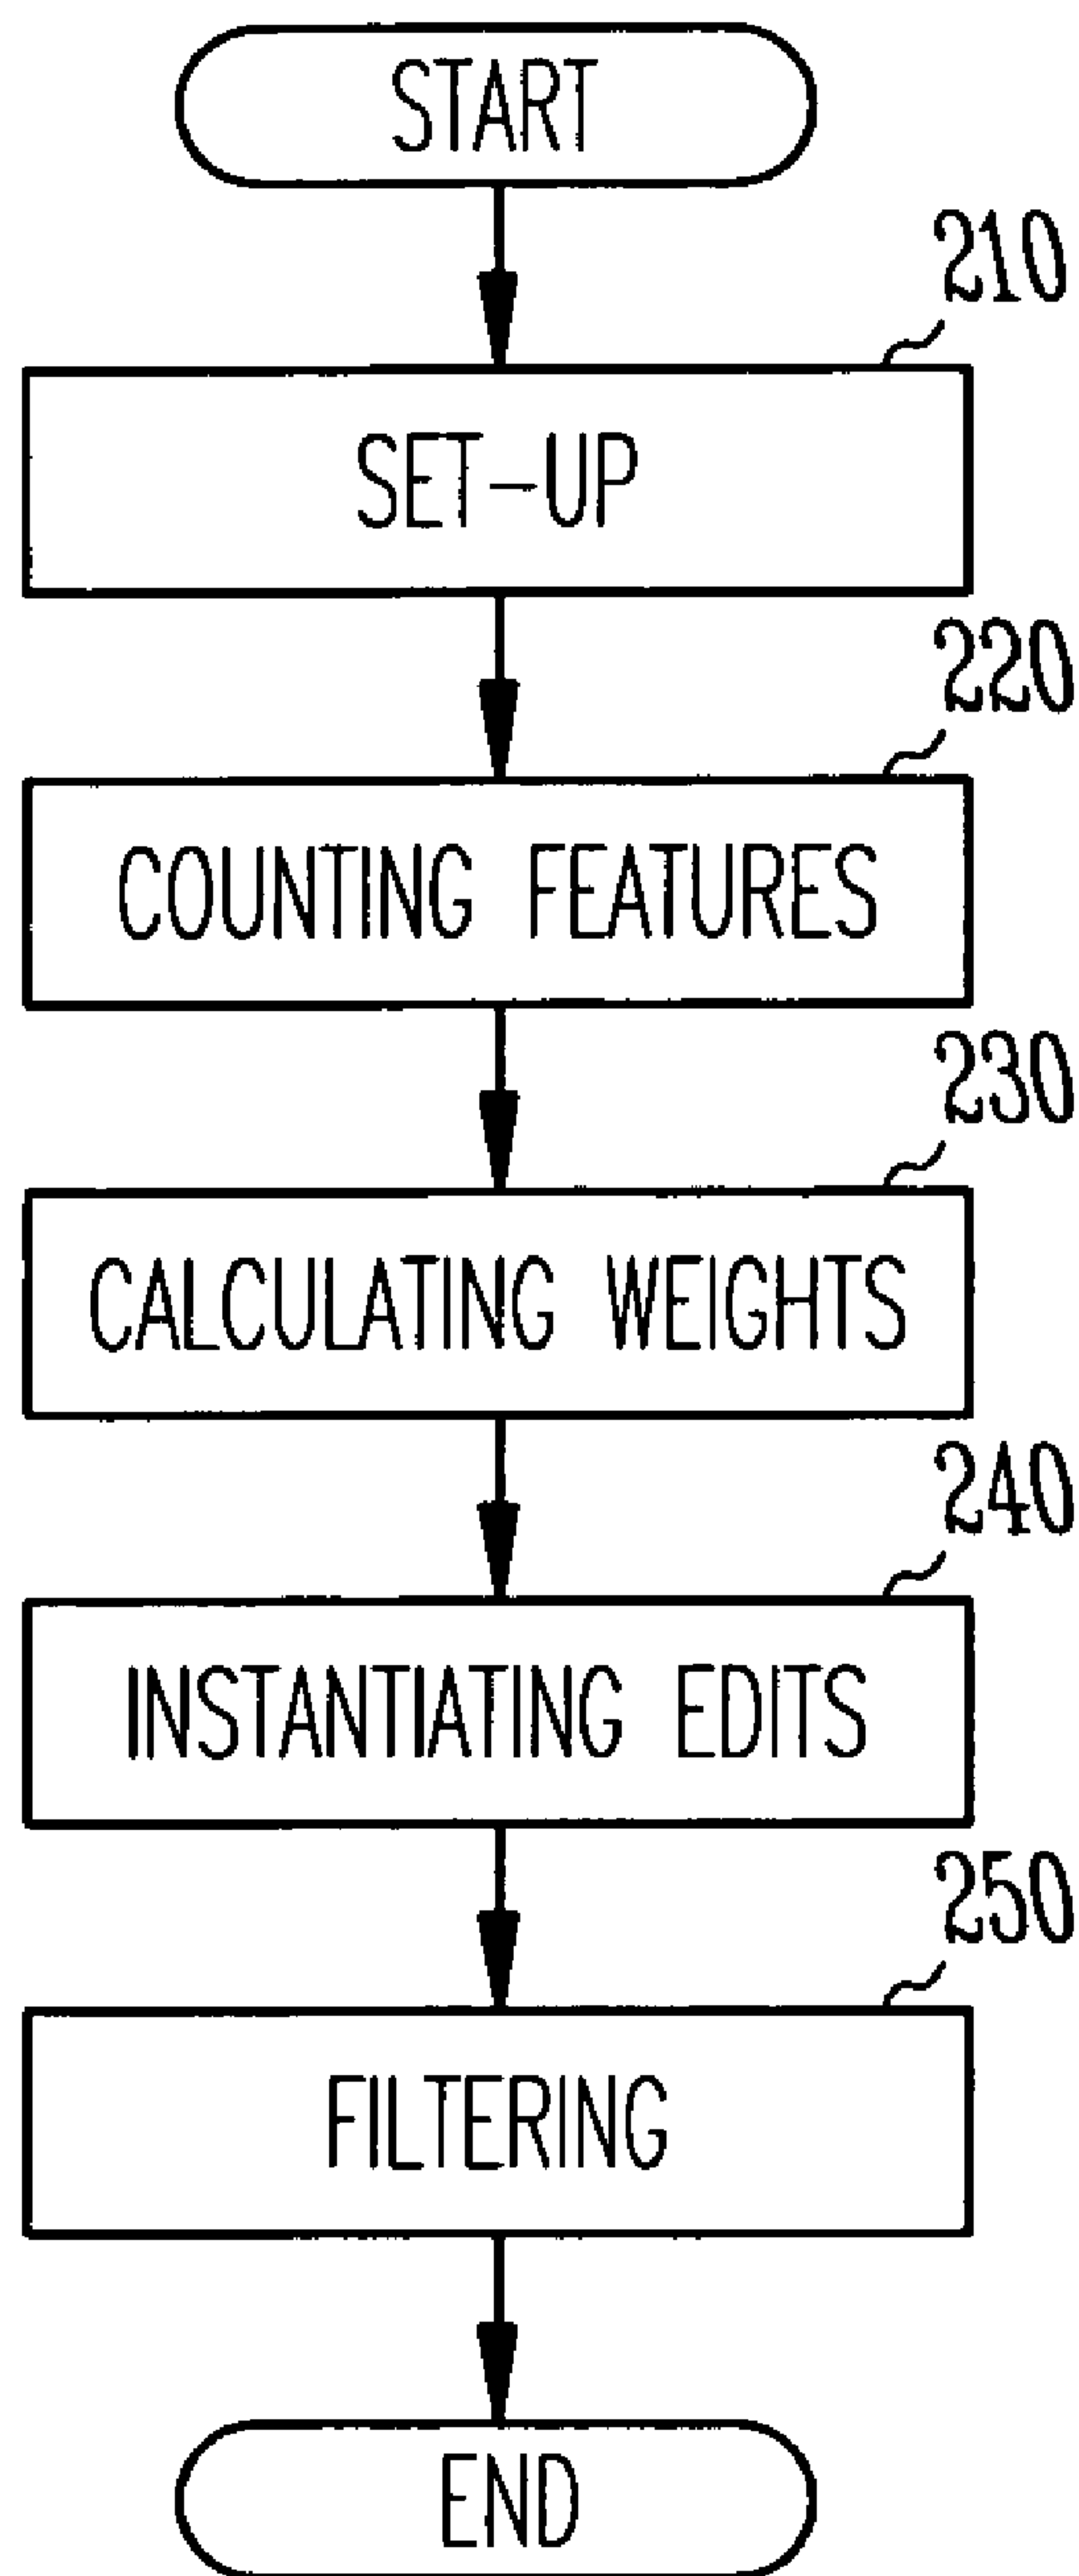 START
210
SET-UP
220
COUNTING FEATURES
230
CALCULATING WEIGHTS
240
INSTANTIATING EDITS
250
FILTERING
END